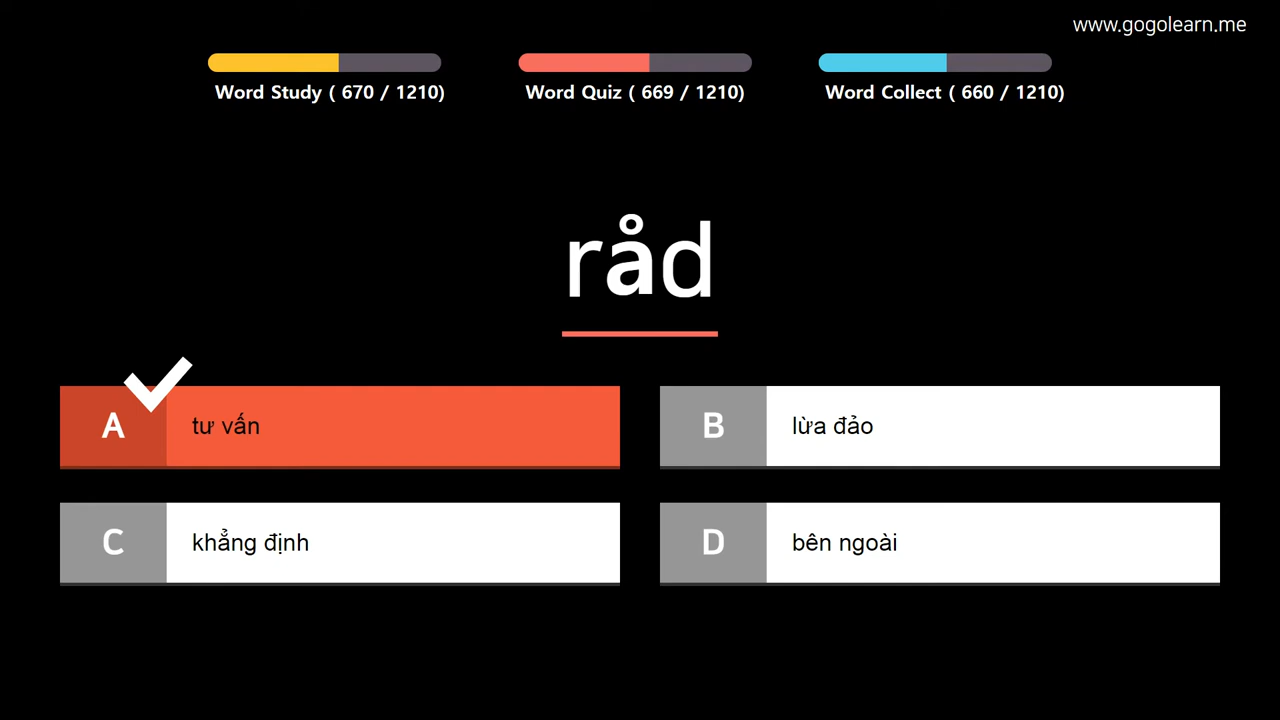 www.gogolearn.me
Word Study ( 670 / 1210)
Word Quiz ( 669 / 1210)
Word Collect ( 660 / 1210)
råd
A tư vấn
B lừa đảo
C khẳng định
D bên ngoài